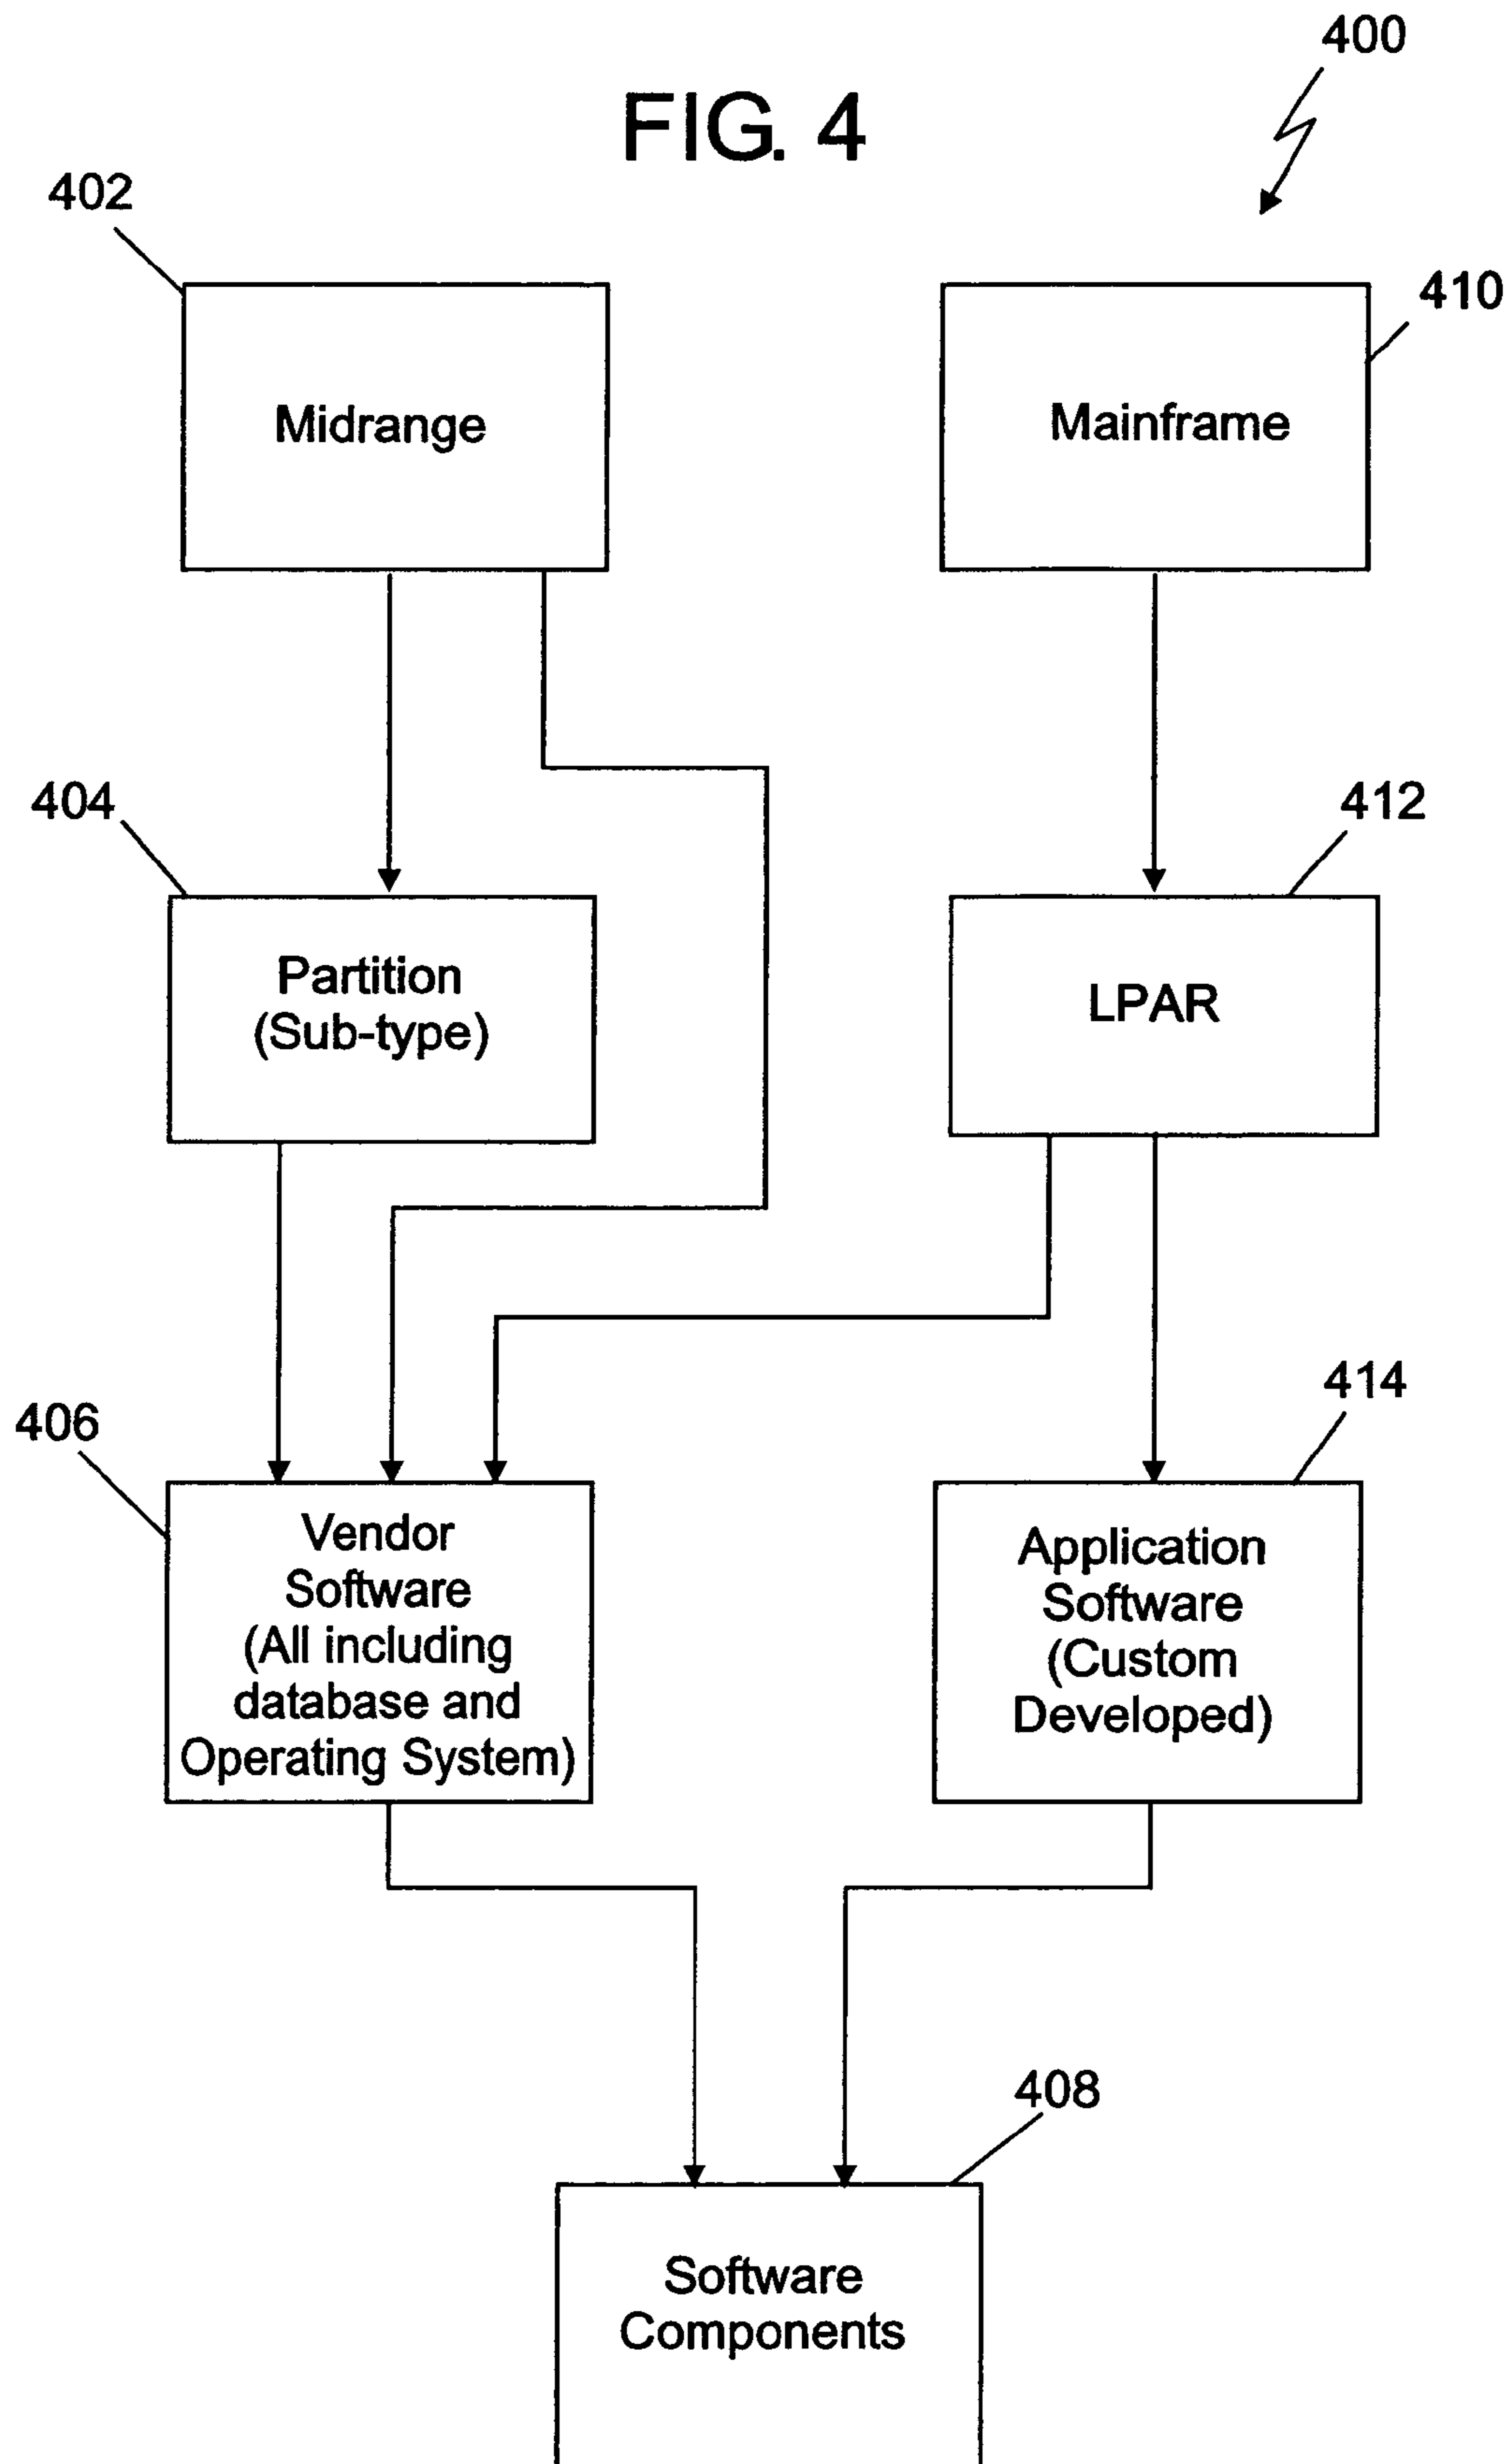 400
FIG. 4
402
410
Midrange
Mainframe
404
412
Partition
(Sub-type)
LPAR
406
414
Vendor
Software
(All including
database and
Operating System)
Application
Software
(Custom
Developed)
408
Software
Components